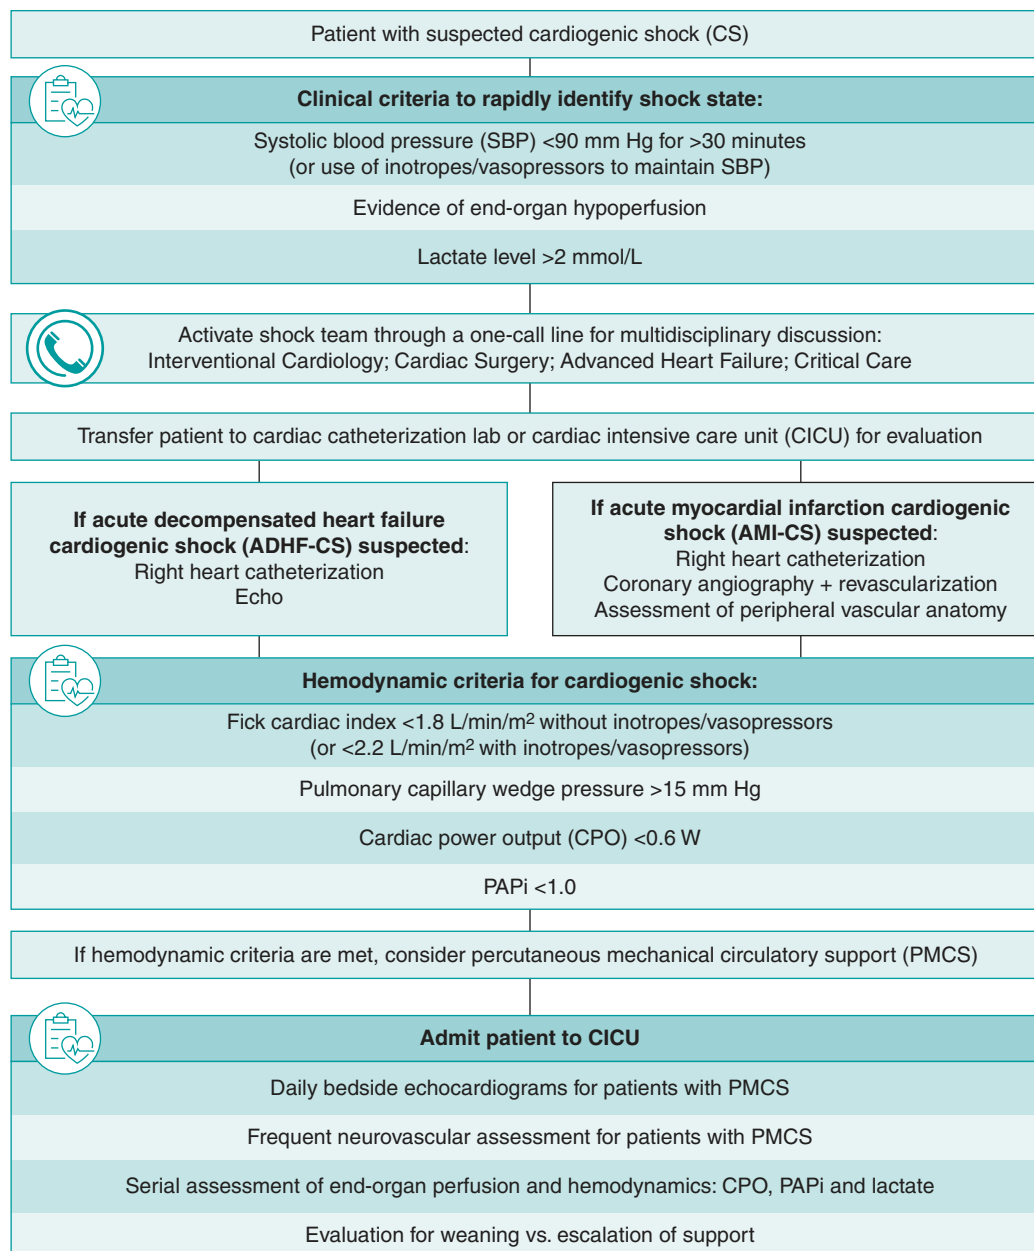 Patient with suspected cardiogenic shock (CS)
Clinical criteria to rapidly identify shock state:
Systolic blood pressure (SBP) <90 mm Hg for >30 minutes
(or use of inotropes/vasopressors to maintain SBP)
Evidence of end-organ hypoperfusion
Lactate level >2 mmol/L
Activate shock team through a one-call line for multidisciplinary discussion:
Interventional Cardiology; Cardiac Surgery; Advanced Heart Failure; Critical Care
Transfer patient to cardiac catheterization lab or cardiac intensive care unit (CICU) for evaluation
If acute decompensated heart failure
cardiogenic shock (ADHF-CS) suspected:
Right heart catheterization
Echo
If acute myocardial infarction cardiogenic
shock (AMI-CS) suspected:
Right heart catheterization
Coronary angiography + revascularization
Assessment of peripheral vascular anatomy
Hemodynamic criteria for cardiogenic shock:
Fick cardiac index <1.8 L/min/m² without inotropes/vasopressors
(or <2.2 L/min/m² with inotropes/vasopressors)
Pulmonary capillary wedge pressure >15 mm Hg
Cardiac power output (CPO) <0.6 W
PAPi <1.0
If hemodynamic criteria are met, consider percutaneous mechanical circulatory support (PMCS)
Admit patient to CICU
Daily bedside echocardiograms for patients with PMCS
Frequent neurovascular assessment for patients with PMCS
Serial assessment of end-organ perfusion and hemodynamics: CPO, PAPi and lactate
Evaluation for weaning vs. escalation of support